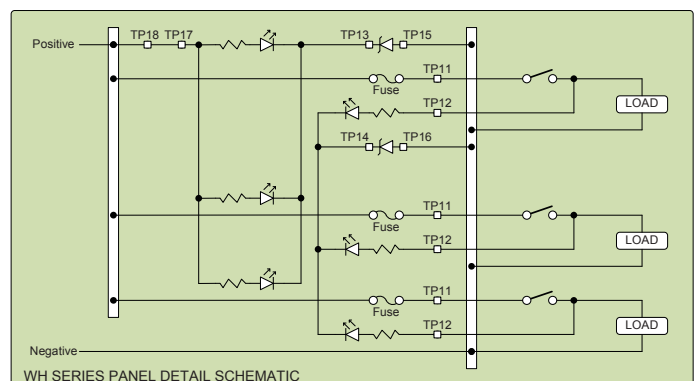 Positive TP18 TP17 TP13 TP15
TP11
Fuse
LOAD
TP12
TP14 TP16
TP11
Fuse
LOAD
TP12
TP11
Fuse
LOAD
TP12
Negative
WH SERIES PANEL DETAIL SCHEMATIC